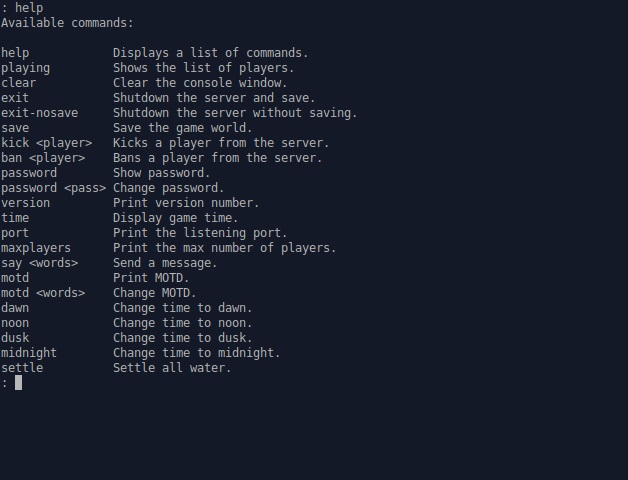 : help
Available commands:

help            Displays a list of commands.
playing         Shows the list of players.
clear           Clear the console window.
exit            Shutdown the server and save.
exit-nosave     Shutdown the server without saving.
save            Save the game world.
kick <player>   Kicks a player from the server.
ban <player>    Bans a player from the server.
password        Show password.
password <pass> Change password.
version         Print version number.
time            Display game time.
port            Print the listening port.
maxplayers      Print the max number of players.
say <words>     Send a message.
motd            Print MOTD.
motd <words>    Change MOTD.
dawn            Change time to dawn.
noon            Change time to noon.
dusk            Change time to dusk.
midnight        Change time to midnight.
settle          Settle all water.
: